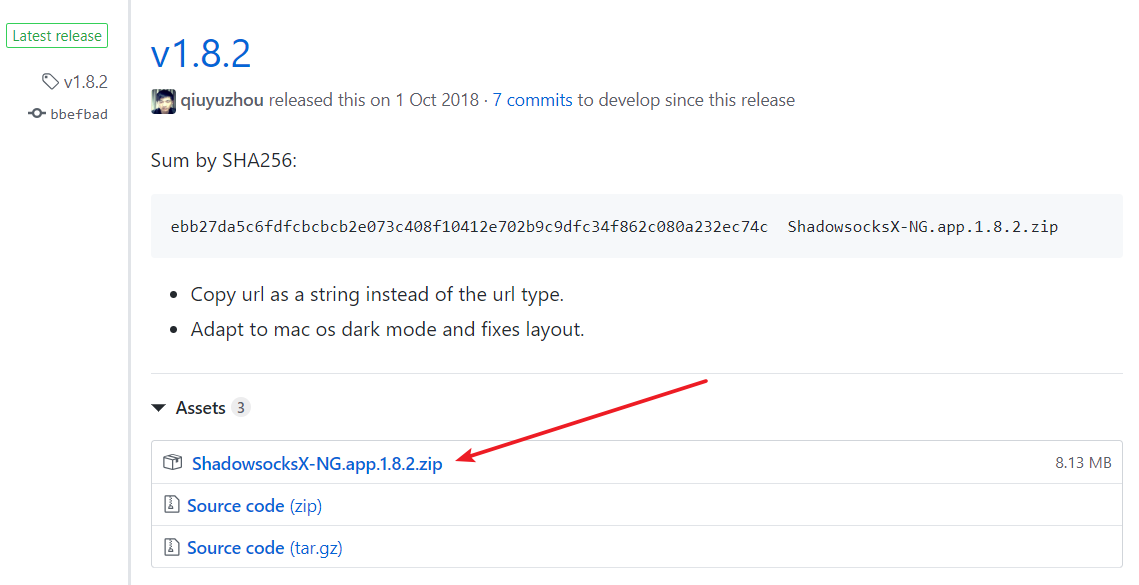 Latest release
v1.8.2
bbefbad
v1.8.2
qiuyuzhou released this on 1 Oct 2018 · 7 commits to develop since this release
Sum by SHA256:
ebb27da5c6fdfcbcbcb2e073c408f10412e702b9c9dfc34f862c080a232ec74c  ShadowsocksX-NG.app.1.8.2.zip
• Copy url as a string instead of the url type.
• Adapt to mac os dark mode and fixes layout.
Assets 3
ShadowsocksX-NG.app.1.8.2.zip 8.13 MB
Source code (zip)
Source code (tar.gz)